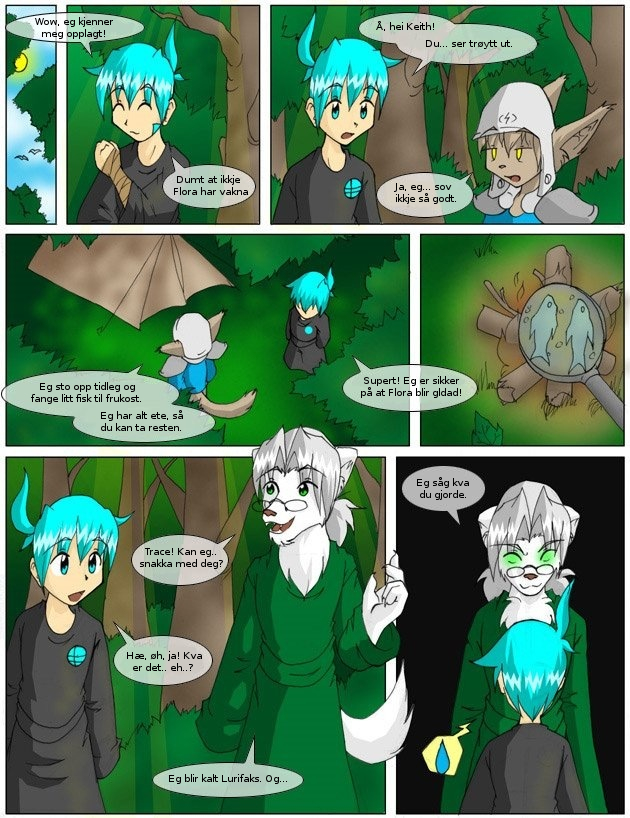 Wow, eg kjenner
meg opplagt!
Dumt at ikkje
Flora har vakna
Å, hei Keith!
Du... ser trøytt ut.
Ja, eg... sov
ikkje så godt.
Eg sto opp tidleg og
fange litt fisk til frukost.
Eg har alt ete, så
du kan ta resten.
Supert! Eg er sikker
på at Flora blir gldad!
Trace! Kan eg..
snakka med deg?
Hæ, øh, ja! Kva
er det.. eh..?
Eg blir kalt Lurifaks. Og...
Eg såg kva
du gjorde.